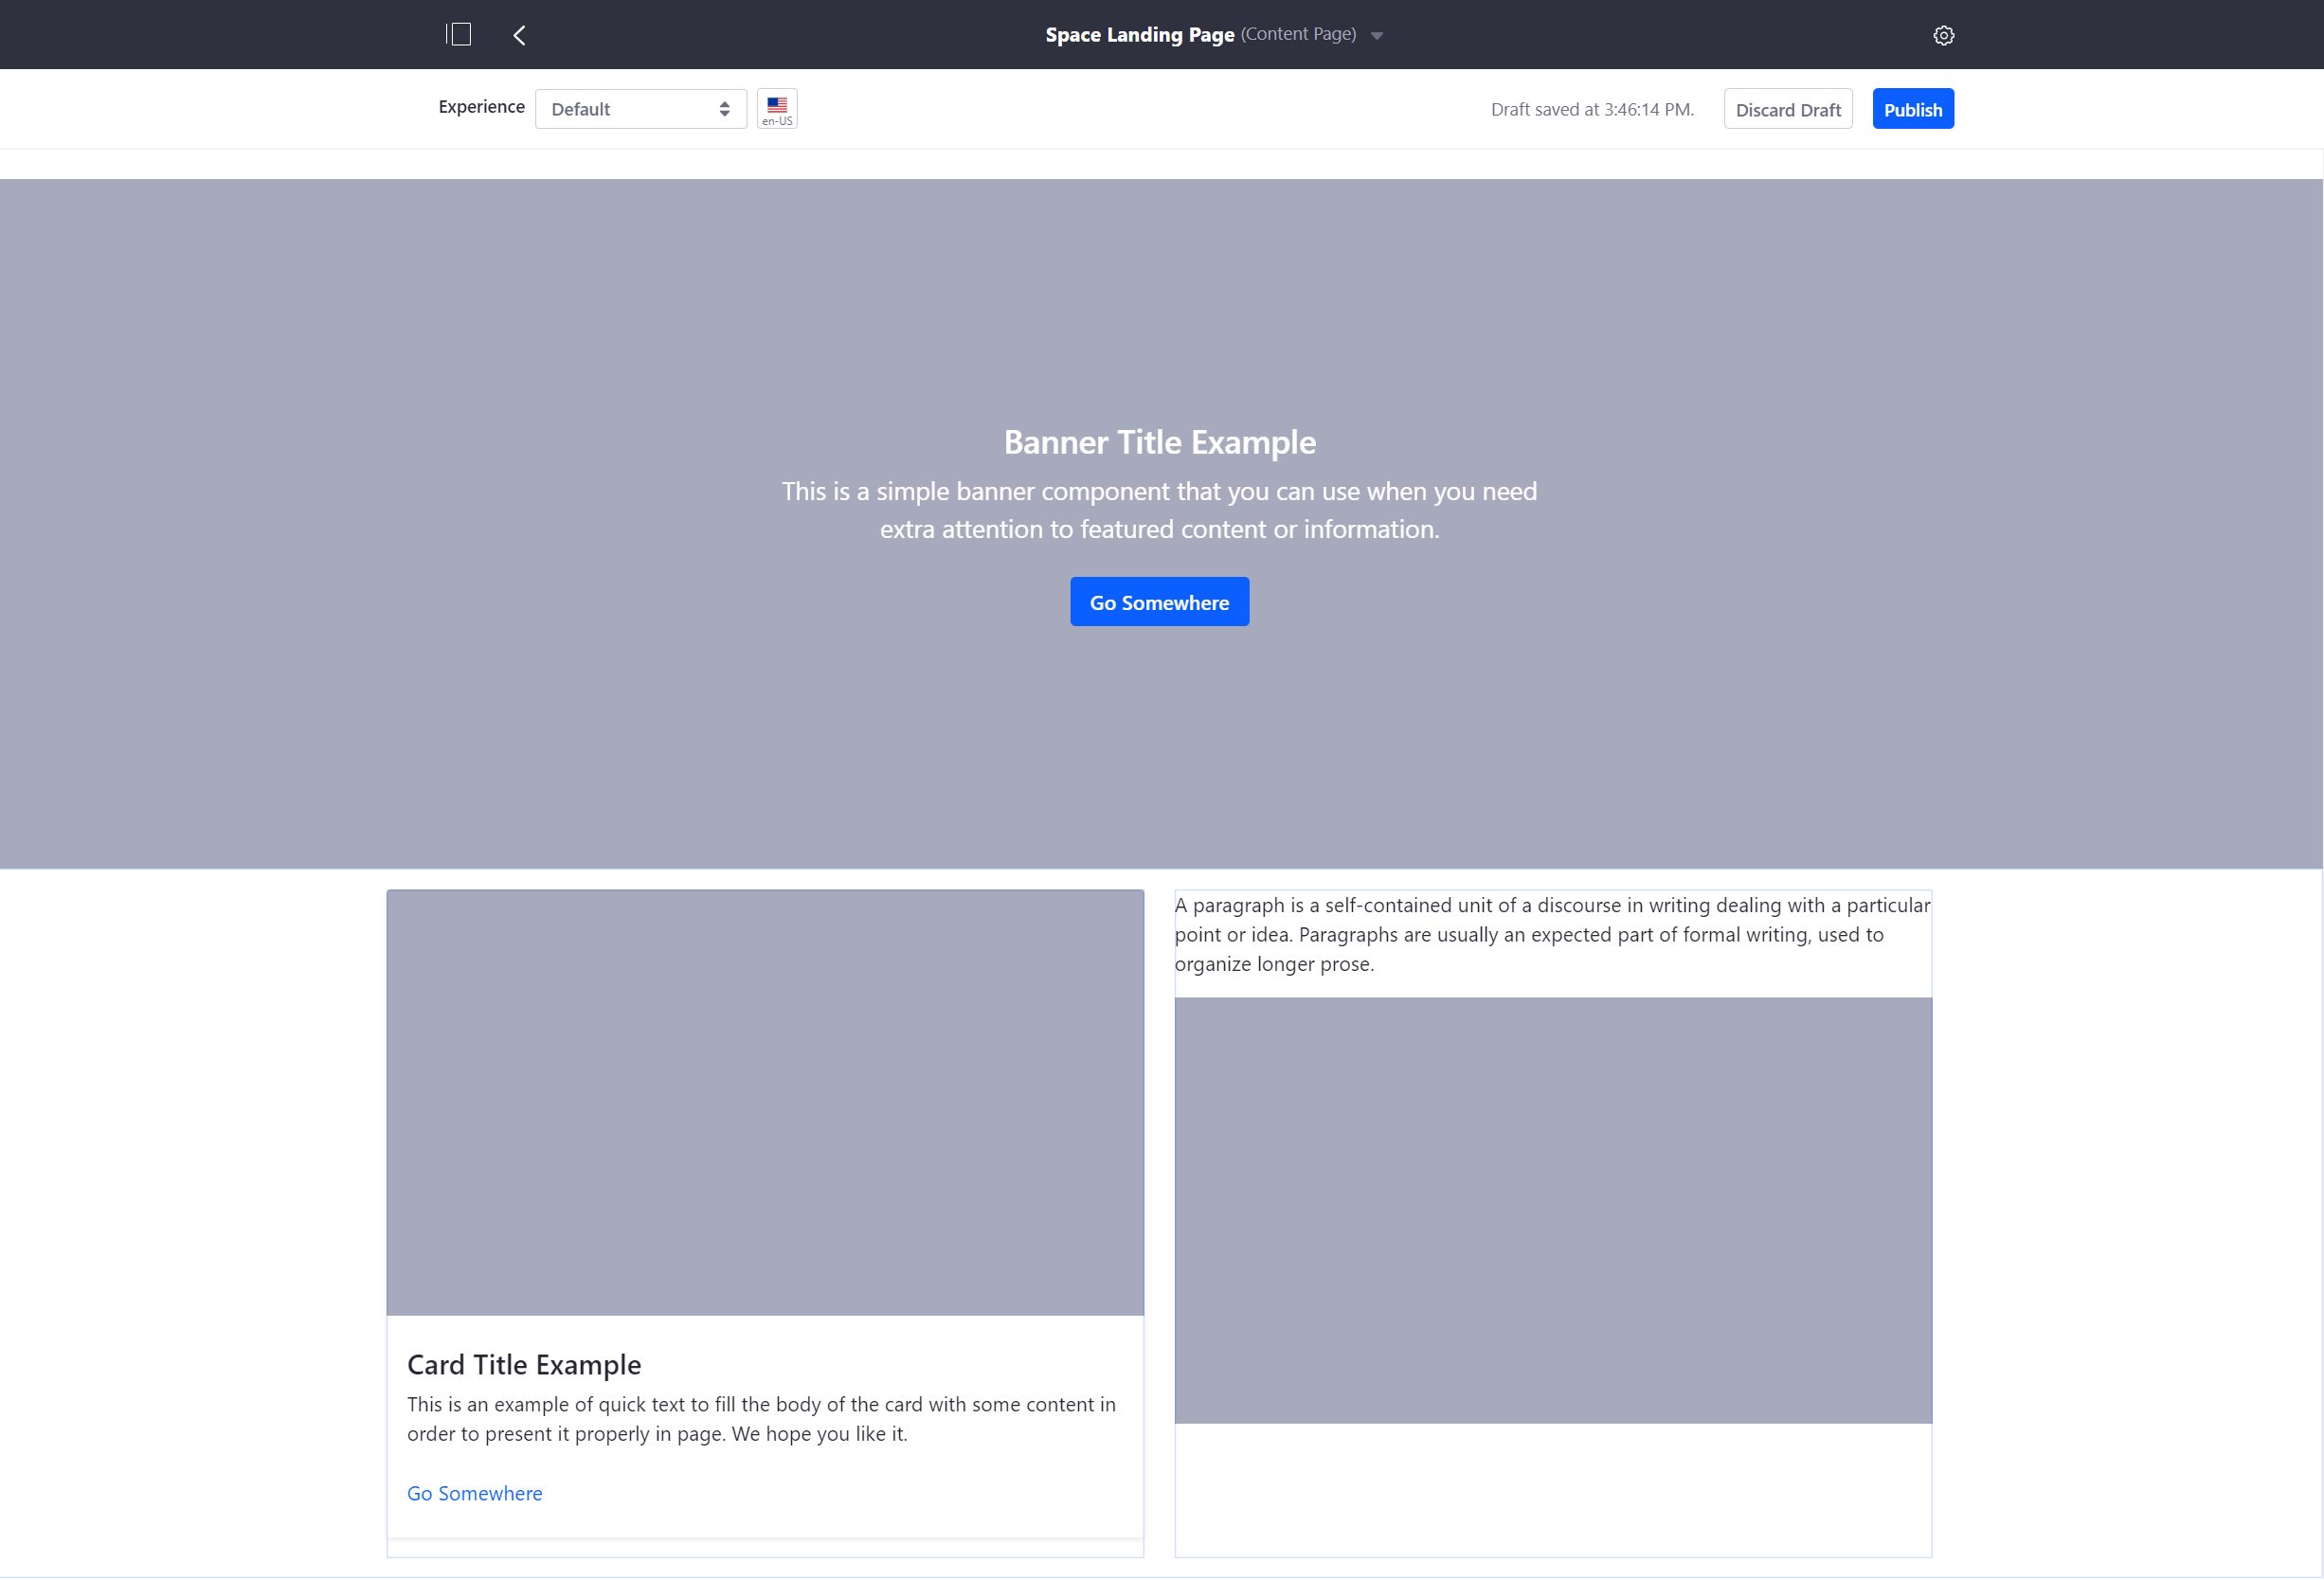 Space Landing Page (Content Page)
Experience Default en-US Draft saved at 3:46:14 PM. Discard Draft Publish
Banner Title Example
This is a simple banner component that you can use when you need
extra attention to featured content or information.
Go Somewhere
Card Title Example
This is an example of quick text to fill the body of the card with some content in
order to present it properly in page. We hope you like it.
Go Somewhere
A paragraph is a self-contained unit of a discourse in writing dealing with a particular
point or idea. Paragraphs are usually an expected part of formal writing, used to
organize longer prose.